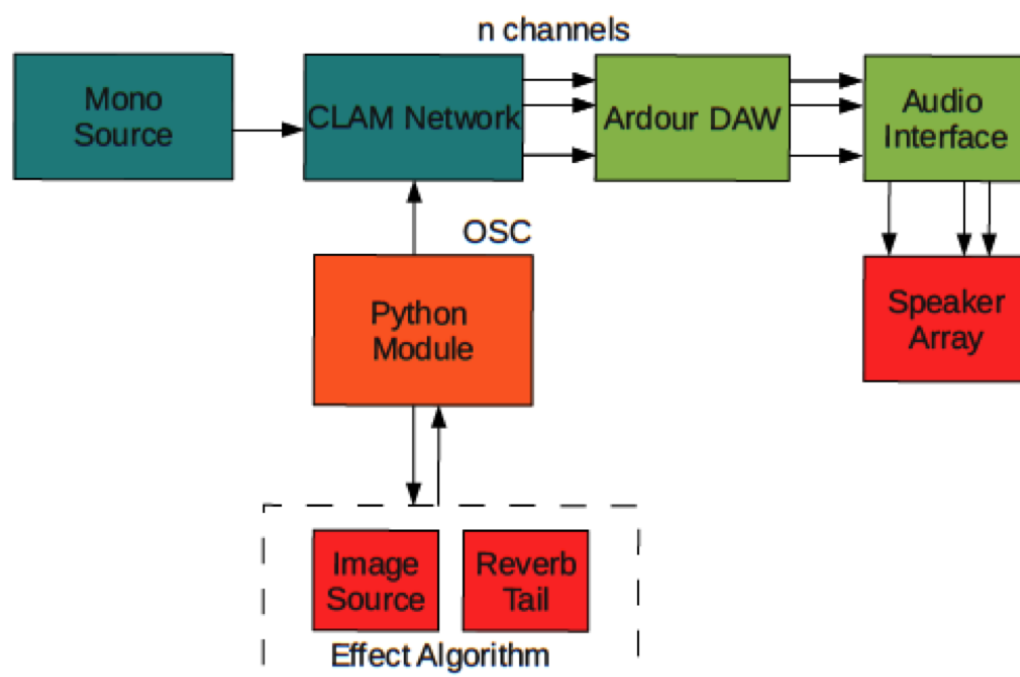 n channels
Mono
Source
CLAM Network
Ardour DAW
Audio
Interface
OSC
Python
Module
Speaker
Array
Image
Source
Reverb
Tail
Effect Algorithm